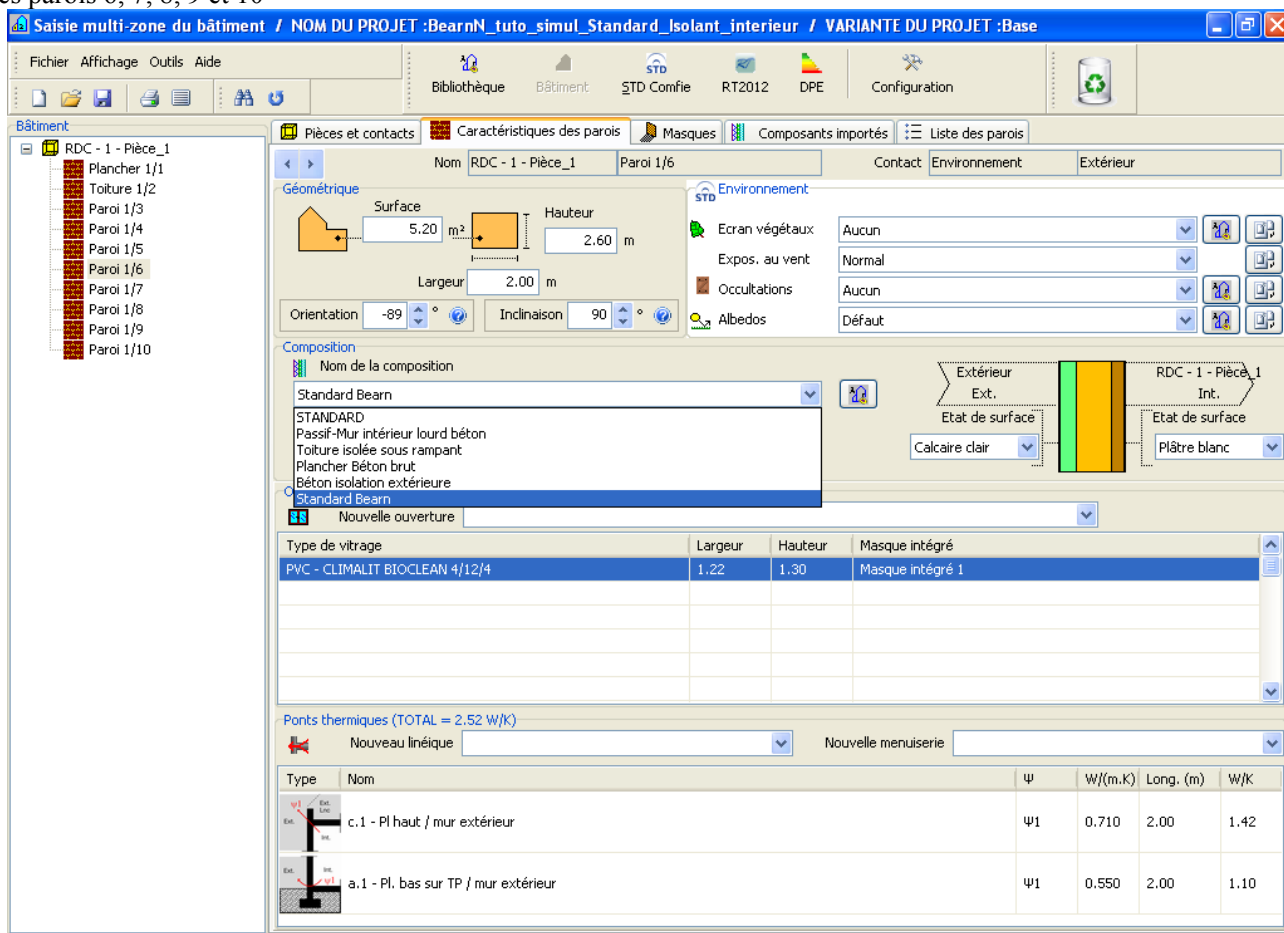 es parois 6, 7, 8, 9 et 10
Saisie multi-zone du bâtiment / NOM DU PROJET :BearnN_tuto_simul_Standard_Isolant_interieur / VARIANTE DU PROJET :Base
Fichier Affichage Outils Aide
STD
Bibliothèque Bâtiment STD Comfie RT2012 DPE Configuration
Bâtiment
RDC - 1 - Pièce_1
Plancher 1/1
Toiture 1/2
Paroi 1/3
Paroi 1/4
Paroi 1/5
Paroi 1/6
Paroi 1/7
Paroi 1/8
Paroi 1/9
Paroi 1/10
Pièces et contacts Caractéristiques des parois Masques Composants importés Liste des parois
Nom RDC - 1 - Pièce_1 Paroi 1/6 Contact Environnement Extérieur
Géométrique
Surface
5.20 m²
Hauteur
2.60 m
Largeur 2.00 m
Orientation -89 ° Inclinaison 90 °
STD Environnement
Ecran végétaux Aucun
Expos. au vent Normal
Occultations Aucun
Albedos Défaut
Composition
Nom de la composition
Standard Bearn
STANDARD
Passif-Mur intérieur lourd béton
Toiture isolée sous rampant
Plancher Béton brut
Béton isolation extérieure
Standard Bearn
Extérieur
Ext.
Etat de surface
Calcaire clair
RDC - 1 - Pièce_1
Int.
Etat de surface
Plâtre blanc
Nouvelle ouverture
Type de vitrage Largeur Hauteur Masque intégré
PVC - CLIMALIT BIOCLEAN 4/12/4 1.22 1.30 Masque intégré 1
Ponts thermiques (TOTAL = 2.52 W/K)
Nouveau linéique Nouvelle menuiserie
Type Nom Ψ W/(m.K) Long. (m) W/K
c.1 - Pl haut / mur extérieur Ψ1 0.710 2.00 1.42
a.1 - Pl. bas sur TP / mur extérieur Ψ1 0.550 2.00 1.10